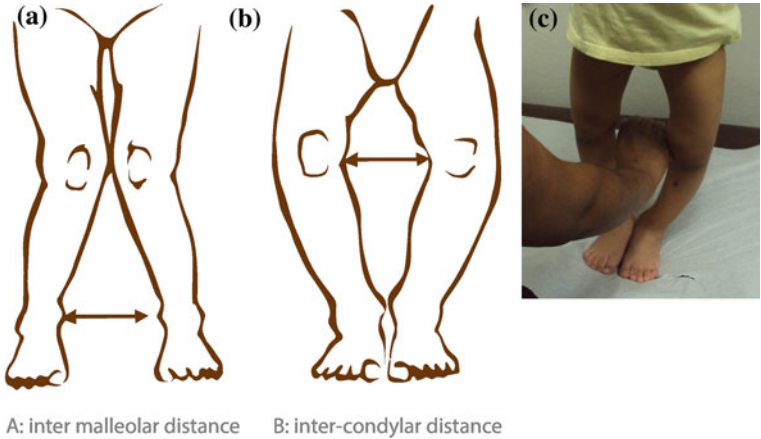 (a) (b) (c)
A: inter malleolar distance B: inter-condylar distance